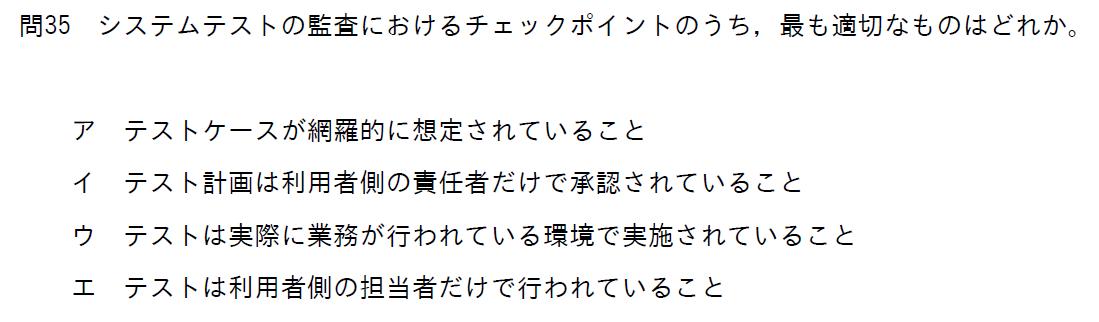 問35　システムテストの監査におけるチェックポイントのうち，最も適切なものはどれか。
ア　テストケースが網羅的に想定されていること
イ　テスト計画は利用者側の責任者だけで承認されていること
ウ　テストは実際に業務が行われている環境で実施されていること
エ　テストは利用者側の担当者だけで行われていること